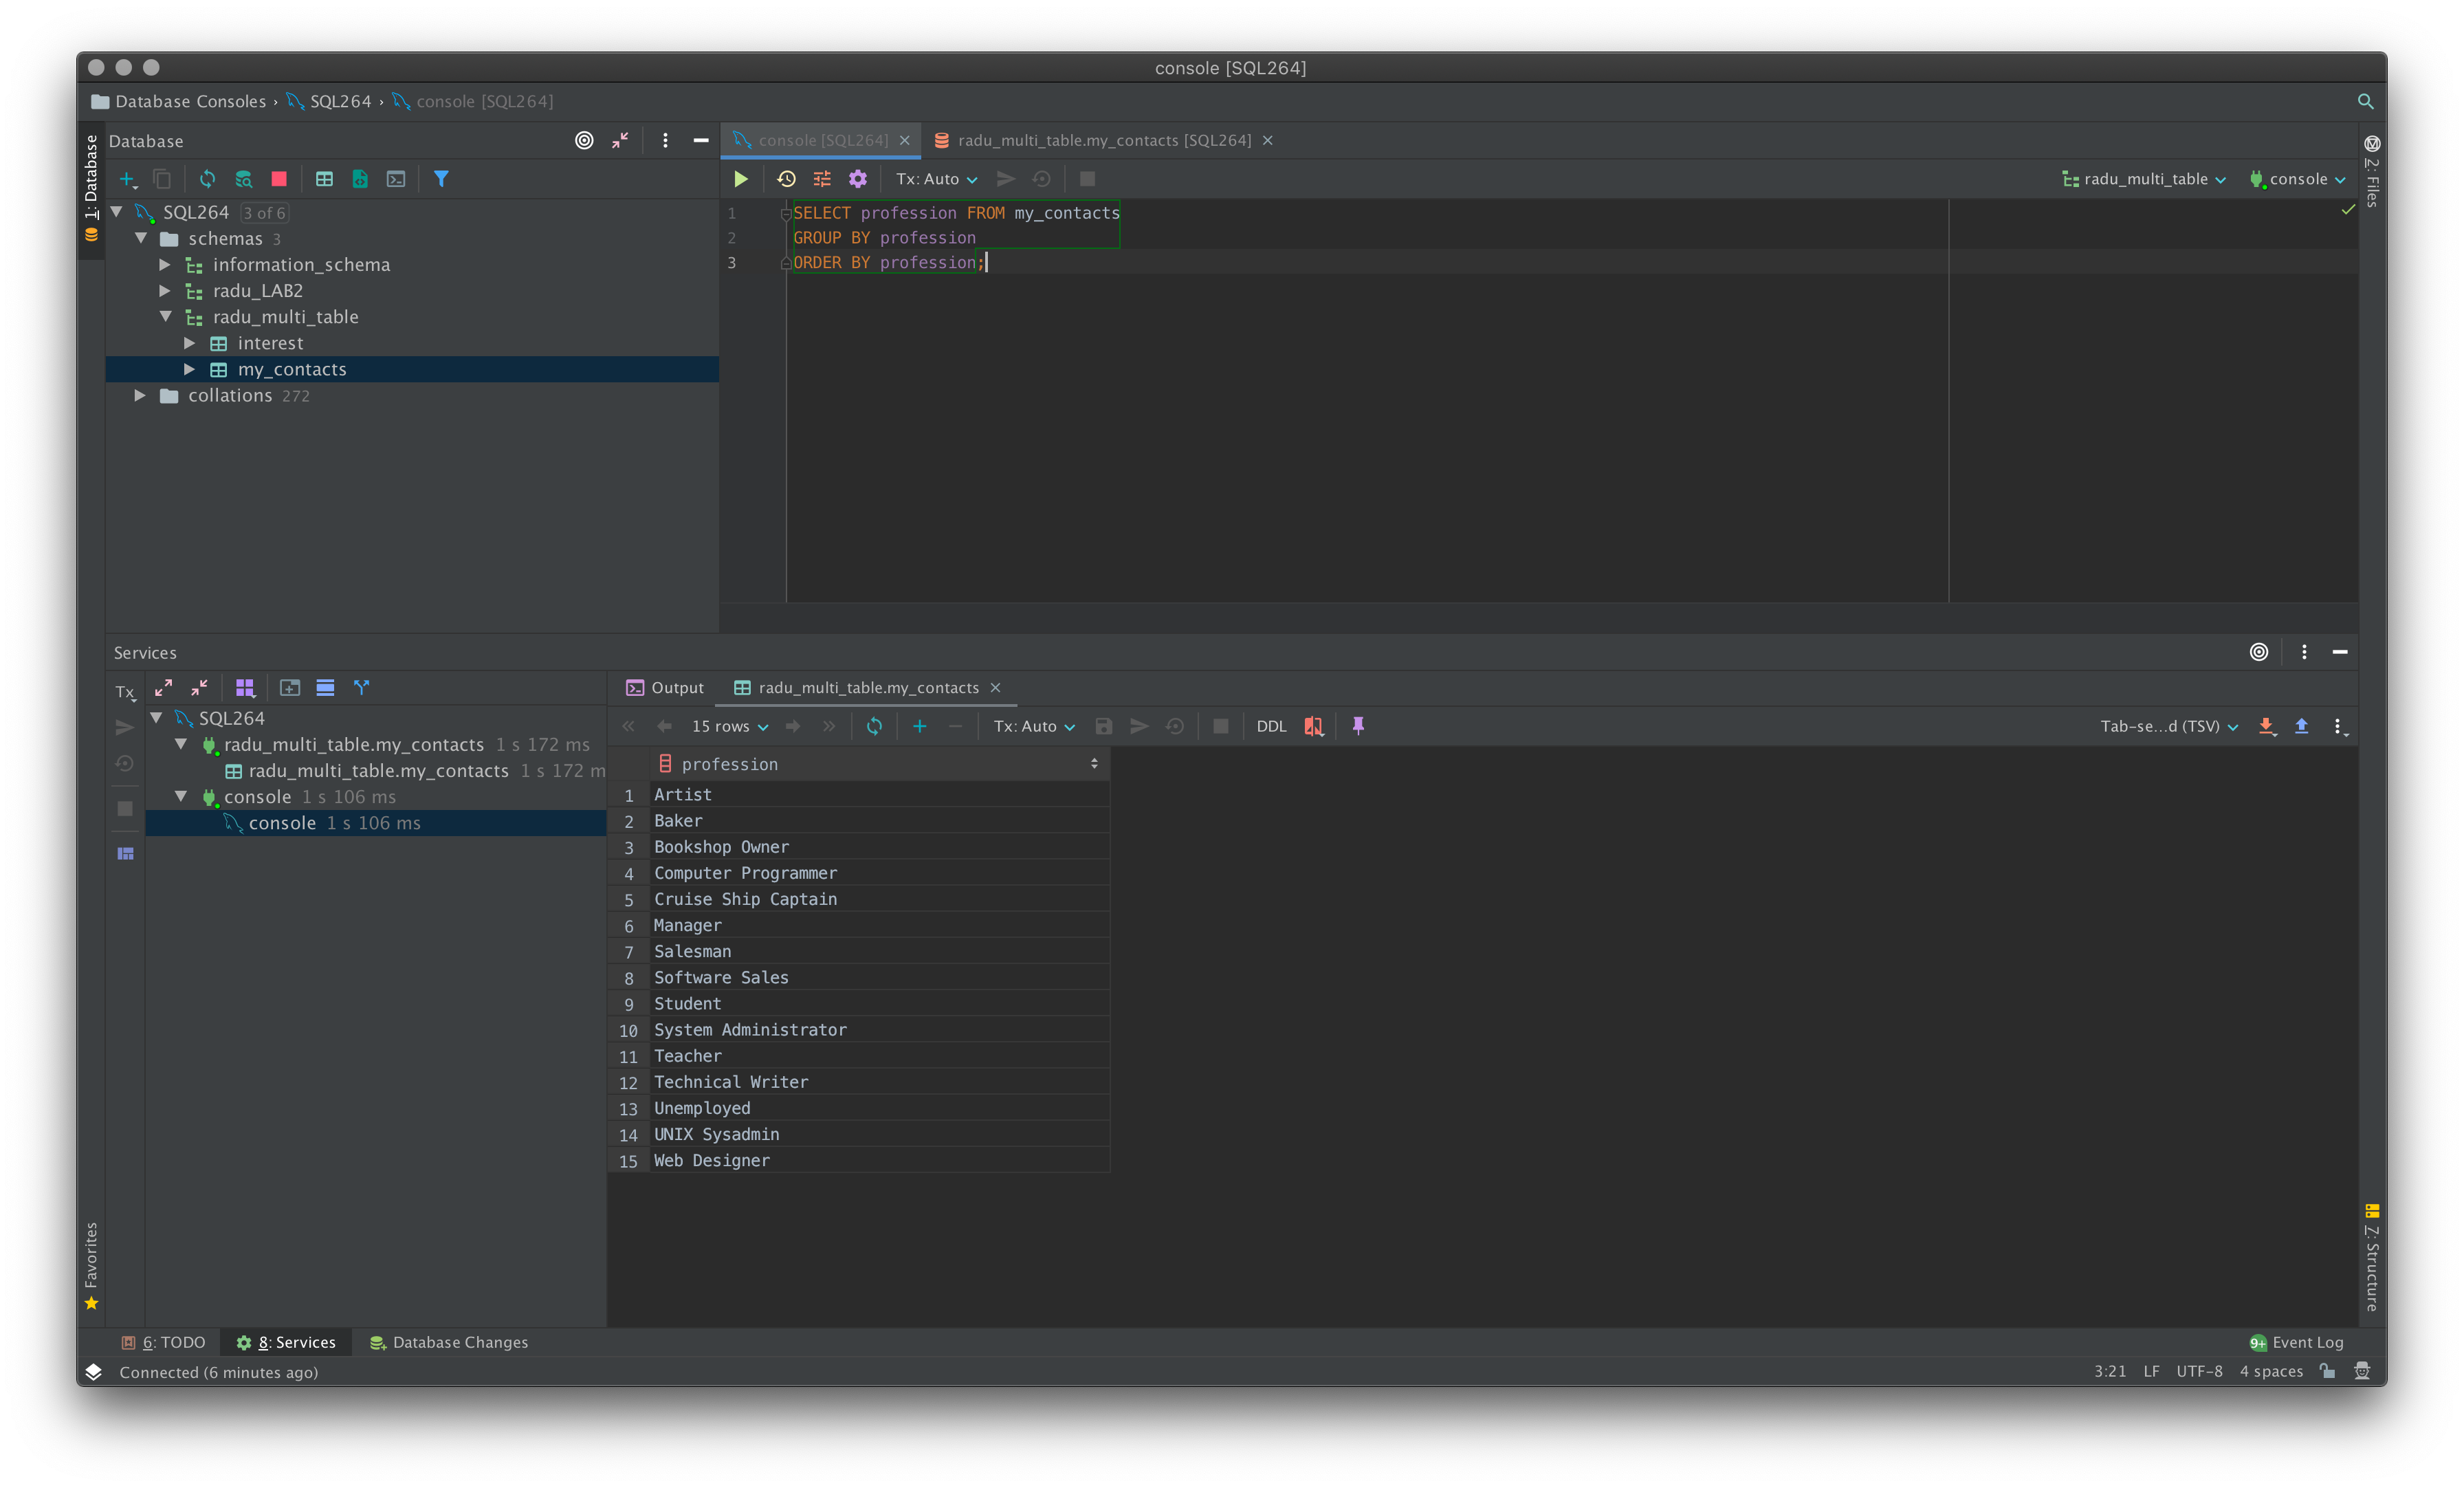 console [SQL264]
Database Consoles › SQL264 › console [SQL264]
1: Database
Database
console [SQL264]
radu_multi_table.my_contacts [SQL264]
2: Files
Tx: Auto
radu_multi_table
console
SQL264 3 of 6
schemas 3
information_schema
radu_LAB2
radu_multi_table
interest
my_contacts
collations 272
1 SELECT profession FROM my_contacts
2 GROUP BY profession
3 ORDER BY profession;
Services
Tx
SQL264
radu_multi_table.my_contacts 1 s 172 ms
radu_multi_table.my_contacts 1 s 172 m
console 1 s 106 ms
console 1 s 106 ms
Output
radu_multi_table.my_contacts
15 rows
Tx: Auto
DDL
Tab-se...d (TSV)
profession
1 Artist
2 Baker
3 Bookshop Owner
4 Computer Programmer
5 Cruise Ship Captain
6 Manager
7 Salesman
8 Software Sales
9 Student
10 System Administrator
11 Teacher
12 Technical Writer
13 Unemployed
14 UNIX Sysadmin
15 Web Designer
Favorites
7: Structure
6: TODO
8: Services
Database Changes
9+ Event Log
Connected (6 minutes ago)
3:21 LF UTF-8 4 spaces